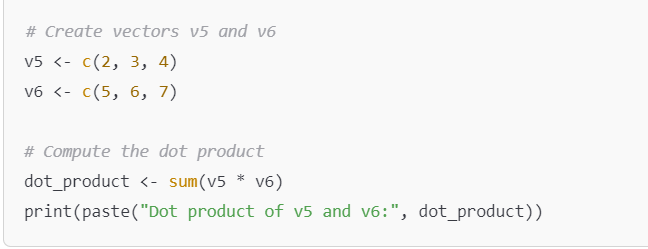 # Create vectors v5 and v6
v5 <- c(2, 3, 4)
v6 <- c(5, 6, 7)
# Compute the dot product
dot_product <- sum(v5 * v6)
print(paste("Dot product of v5 and v6:", dot_product))